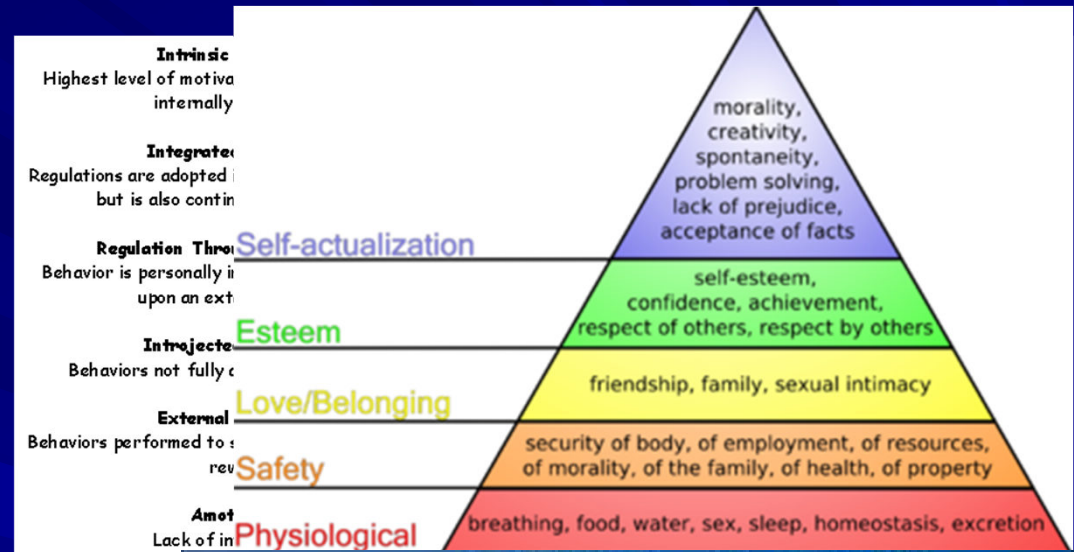 Intrinsic
Highest level of motiva
internally
Integrate
Regulations are adopted
but is also contin
Regulation Thro
Behavior is personally i
upon an ext
Introjecte
Behaviors not fully
External
Behaviors performed to s
rev
Amot
Lack of in
morality,
creativity,
spontaneity,
problem solving,
lack of prejudice,
acceptance of facts
Self-actualization
self-esteem,
confidence, achievement,
respect of others, respect by others
Esteem
friendship, family, sexual intimacy
Love/Belonging
security of body, of employment, of resources,
of morality, of the family, of health, of property
Safety
breathing, food, water, sex, sleep, homeostasis, excretion
Physiological